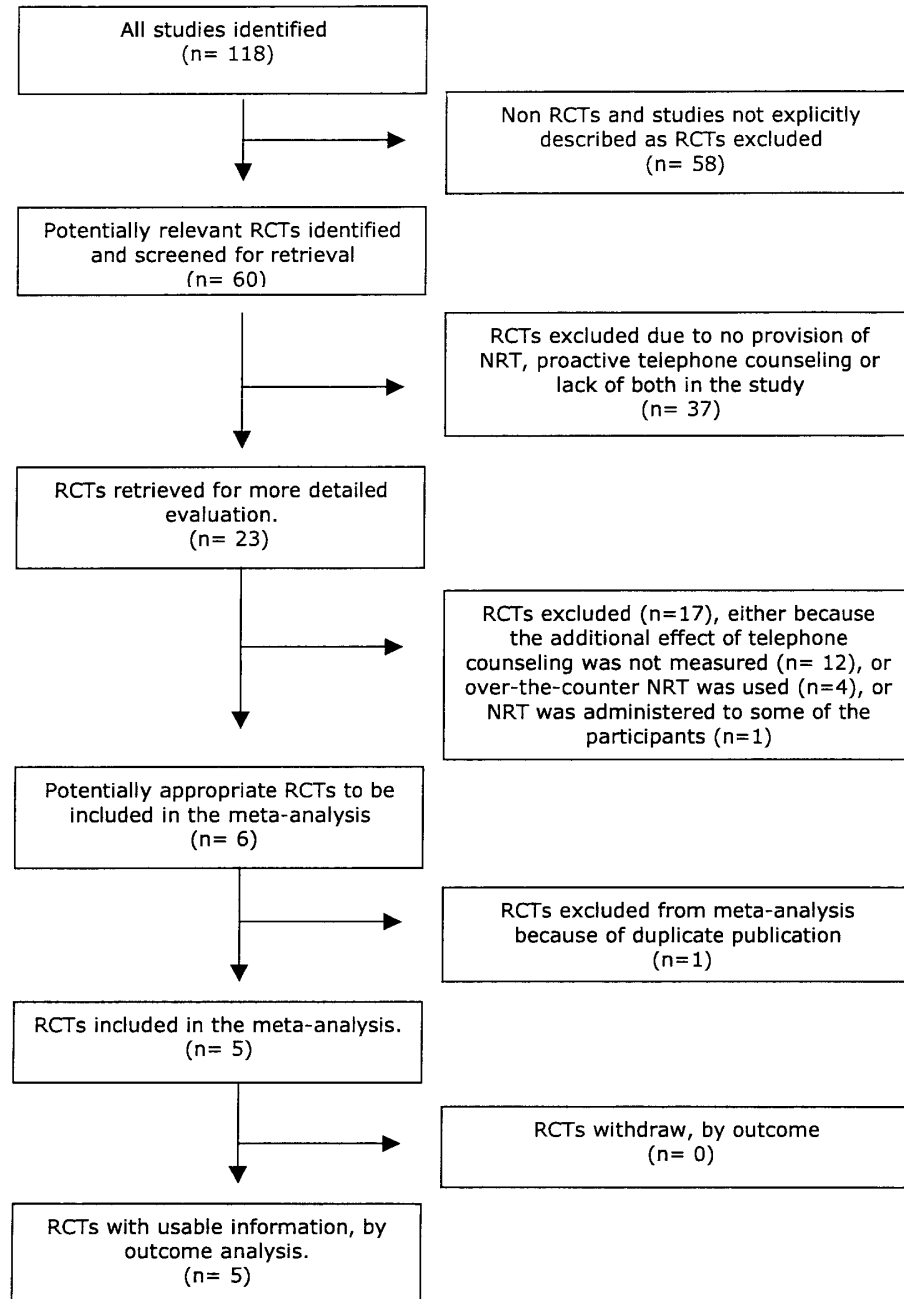 All studies identified
(n= 118)
Non RCTs and studies not explicitly
described as RCTs excluded
(n= 58)
Potentially relevant RCTs identified
and screened for retrieval
(n= 60)
RCTs excluded due to no provision of
NRT, proactive telephone counseling or
lack of both in the study
(n= 37)
RCTs retrieved for more detailed
evaluation.
(n= 23)
RCTs excluded (n=17), either because
the additional effect of telephone
counseling was not measured (n= 12), or
over-the-counter NRT was used (n=4), or
NRT was administered to some of the
participants (n=1)
Potentially appropriate RCTs to be
included in the meta-analysis
(n= 6)
RCTs excluded from meta-analysis
because of duplicate publication
(n=1)
RCTs included in the meta-analysis.
(n= 5)
RCTs withdraw, by outcome
(n= 0)
RCTs with usable information, by
outcome analysis.
(n= 5)